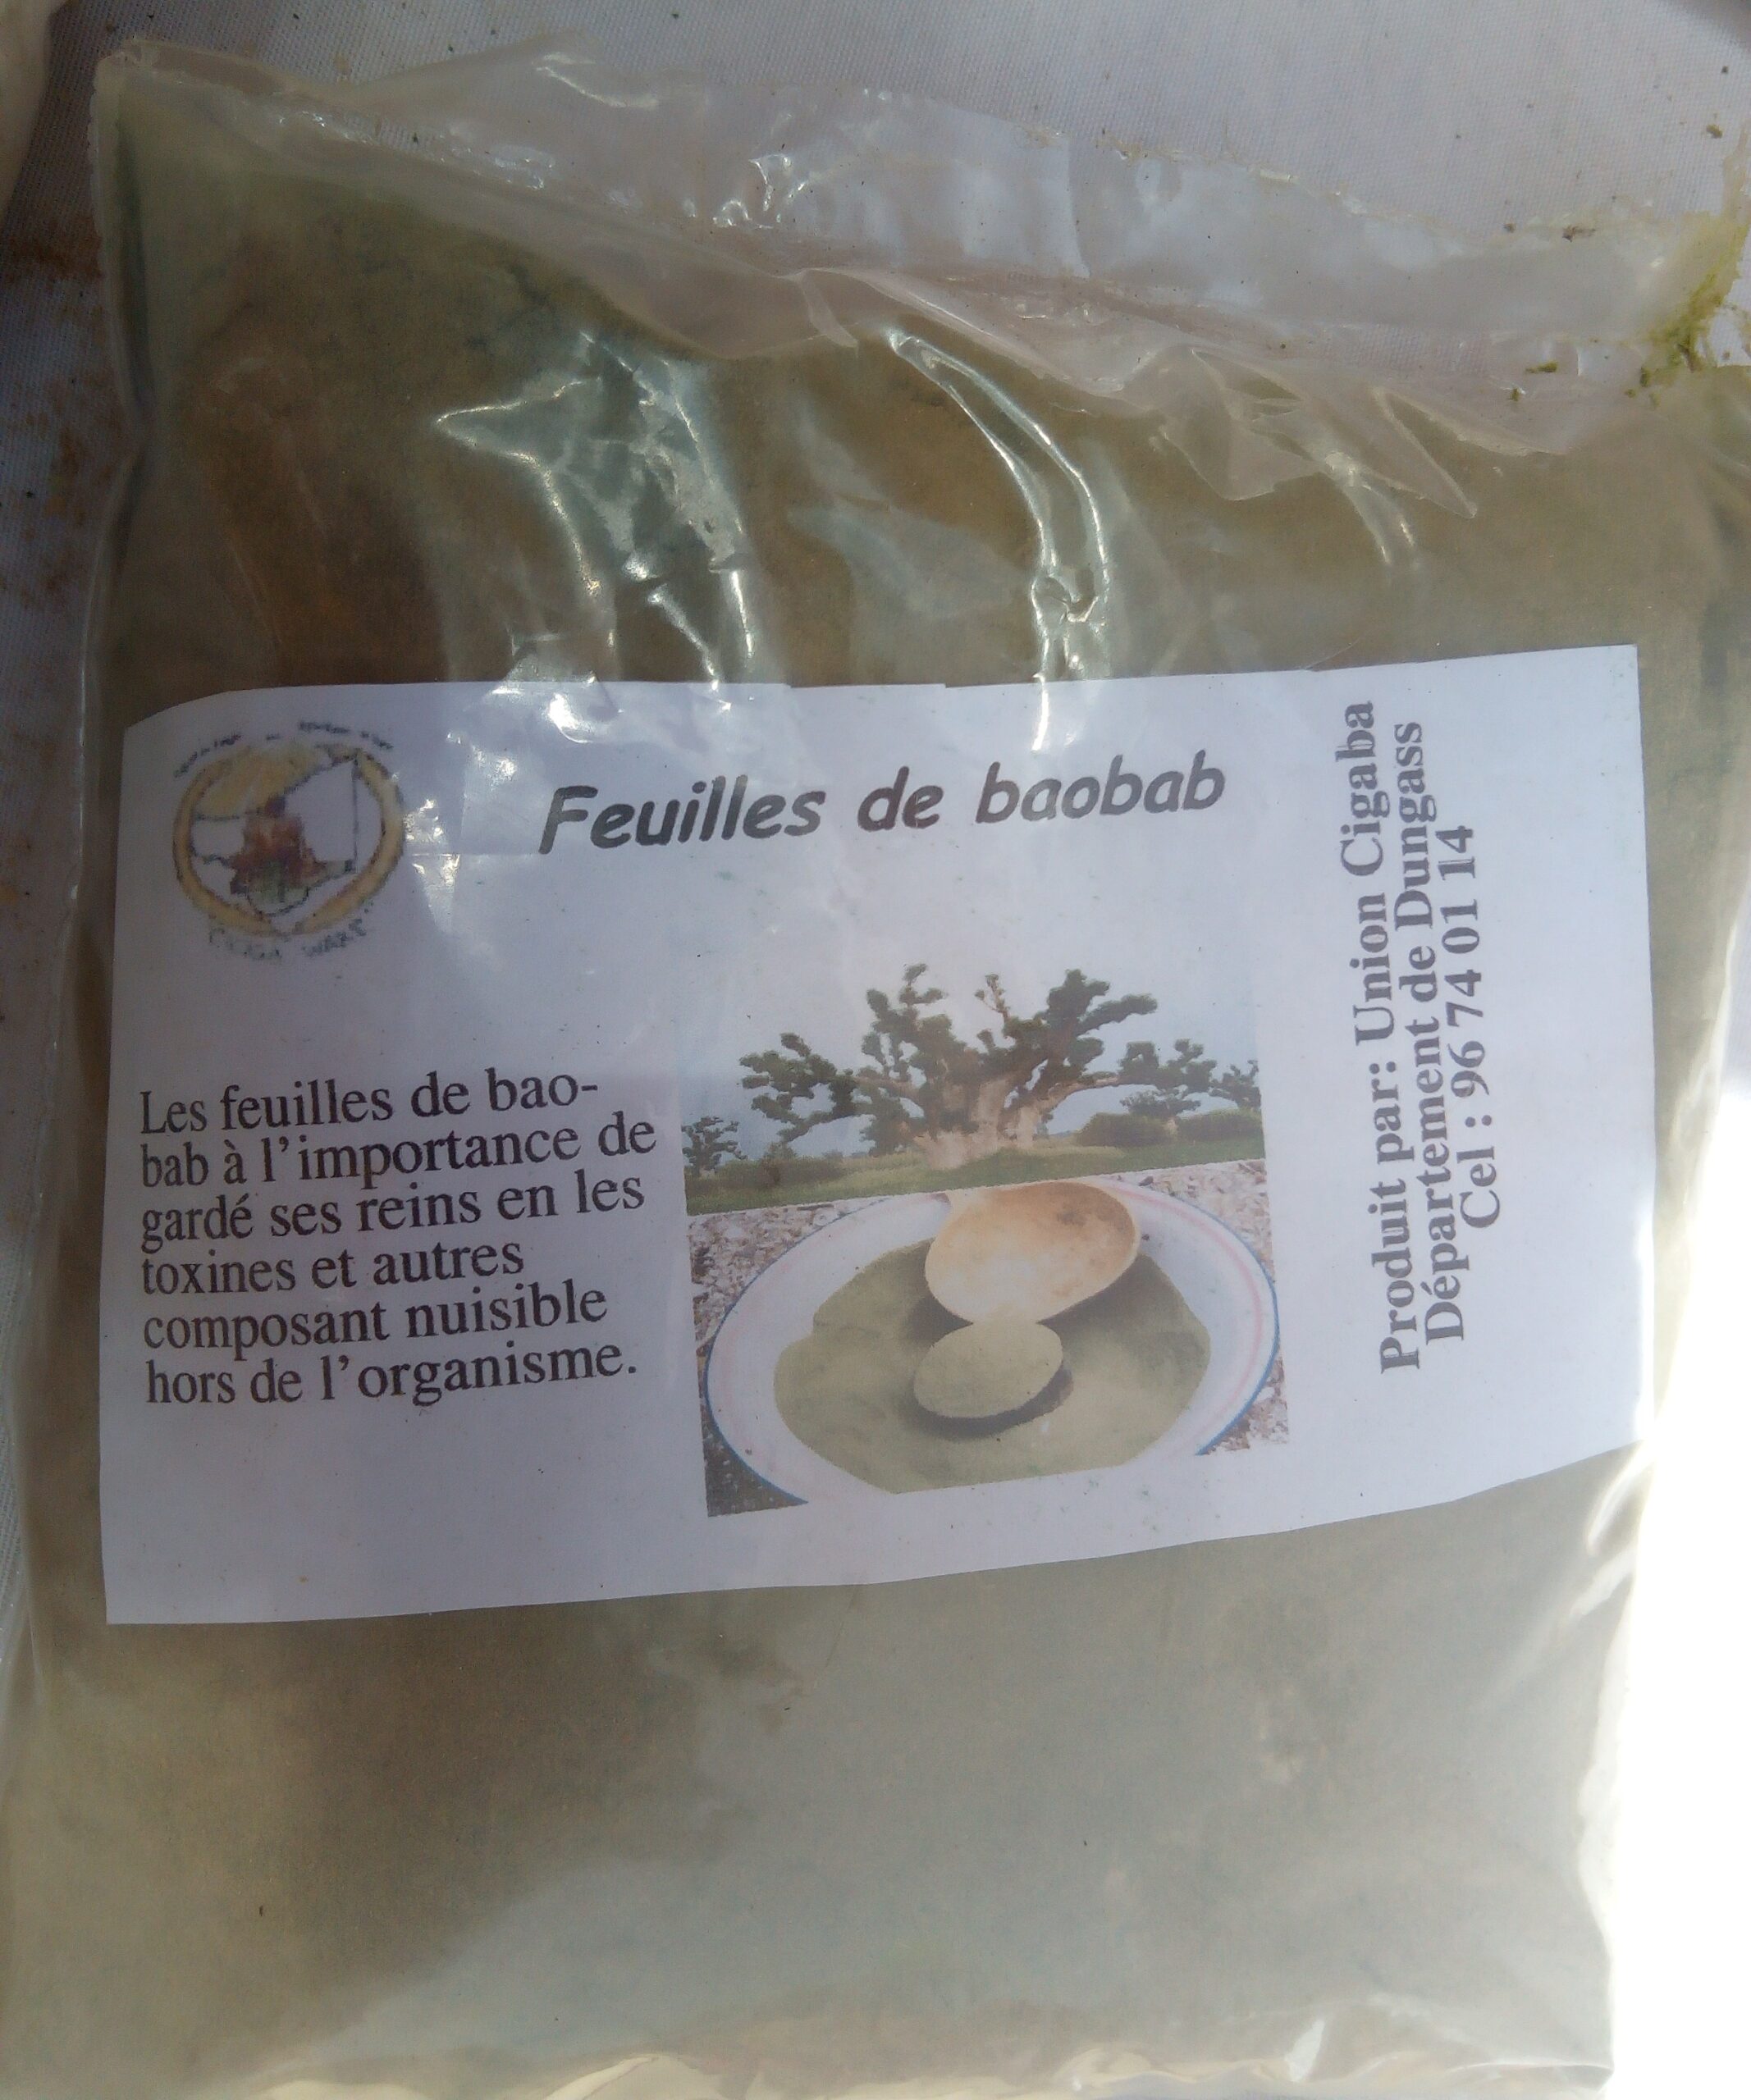 Feuilles de baobab
Les feuilles de bao-
bab à l'importance de
gardé ses reins en les
toxines et autres
composant nuisible
hors de l'organisme.
Produit par: Union Cigaba
Département de Dungass
Cel : 96 74 01 14